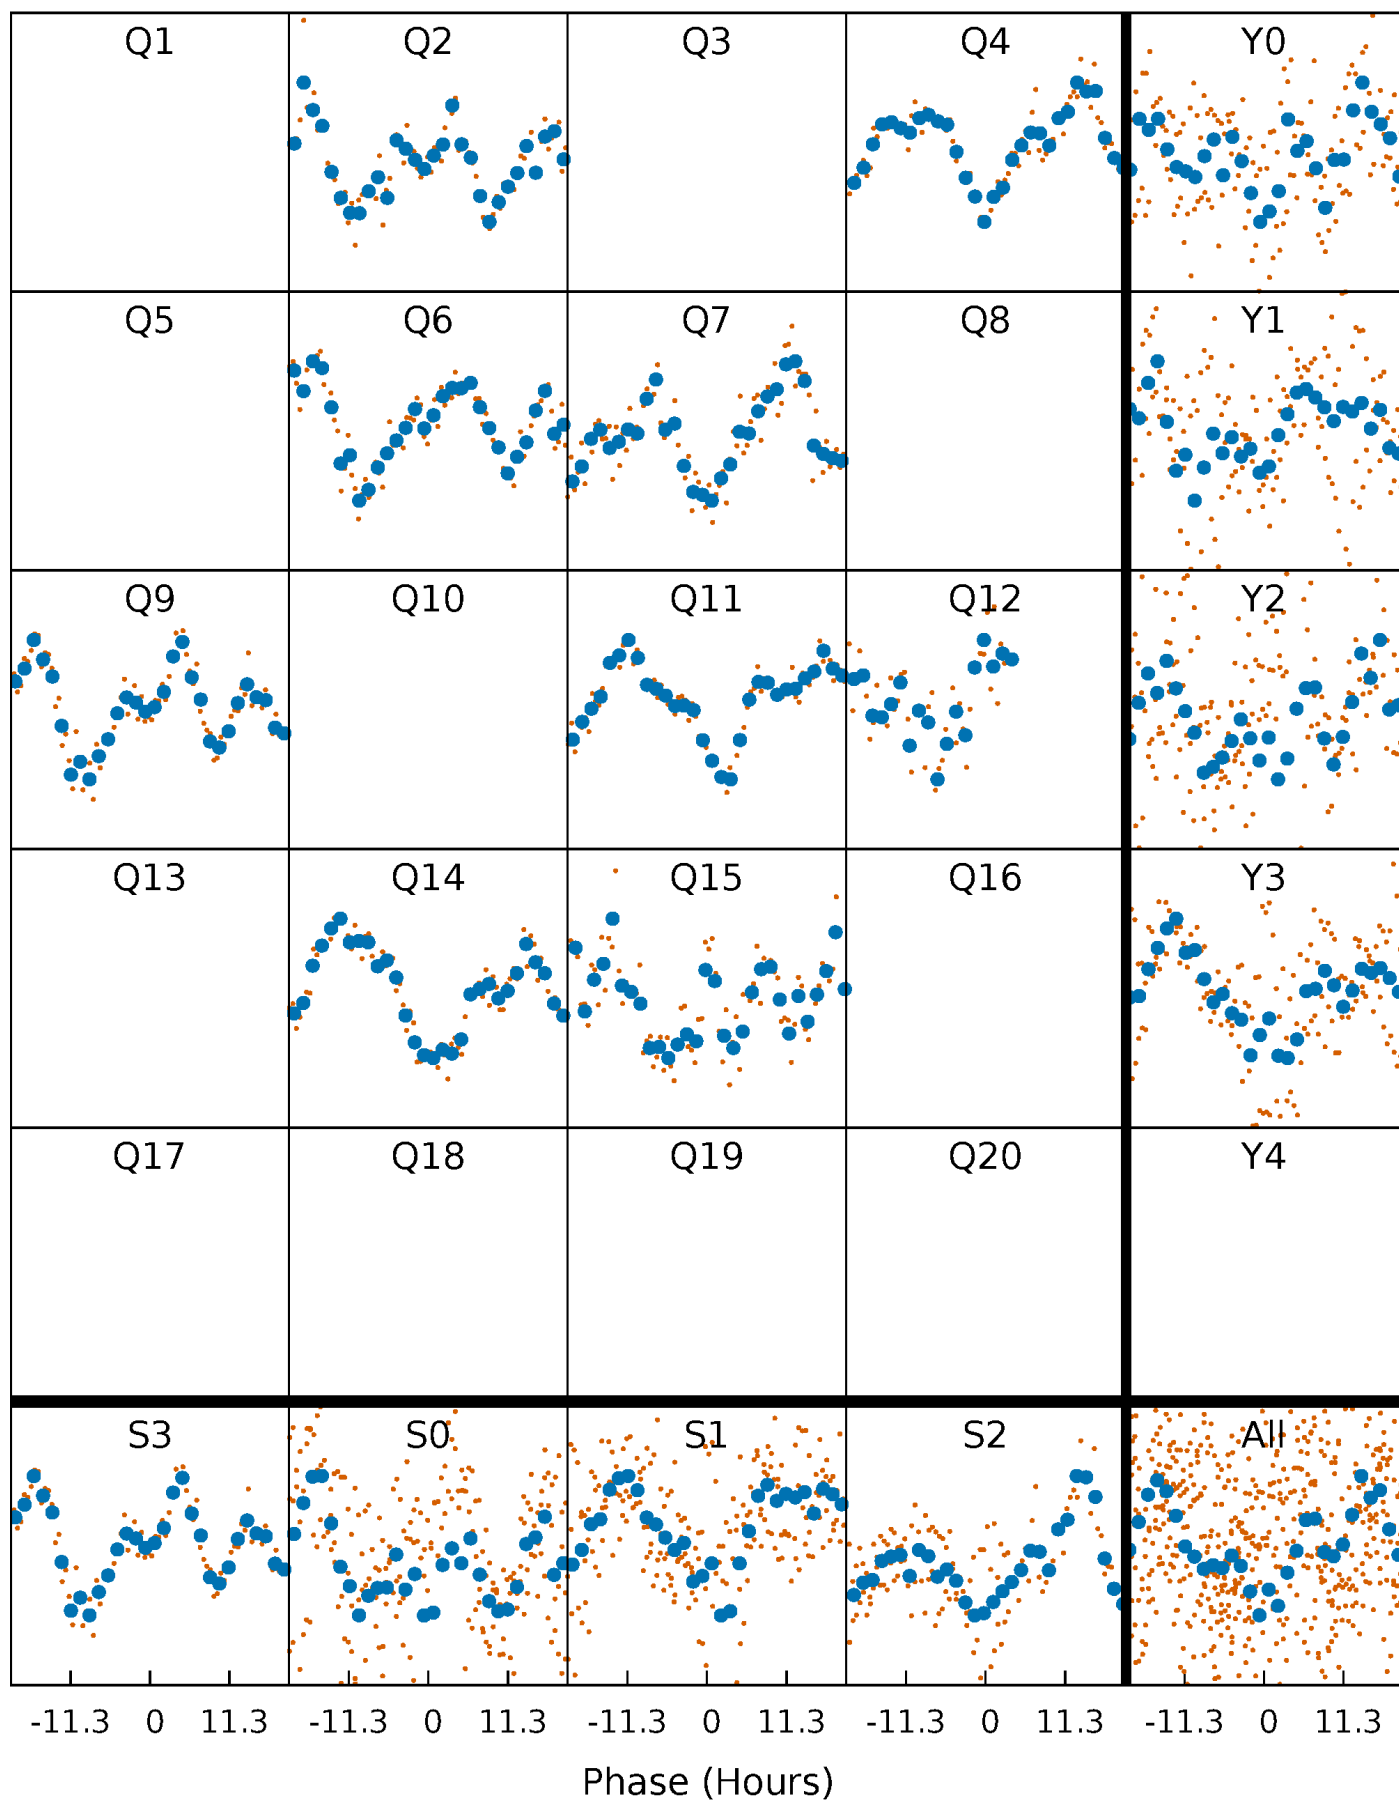 Q1 Q2 Q3 Q4 Y0
Q5 Q6 Q7 Q8 Y1
Q9 Q10 Q11 Q12 Y2
Q13 Q14 Q15 Q16 Y3
Q17 Q18 Q19 Q20 Y4
S3 S0 S1 S2 All
-11.3 0 11.3 -11.3 0 11.3 -11.3 0 11.3 -11.3 0 11.3 -11.3 0 11.3
Phase (Hours)